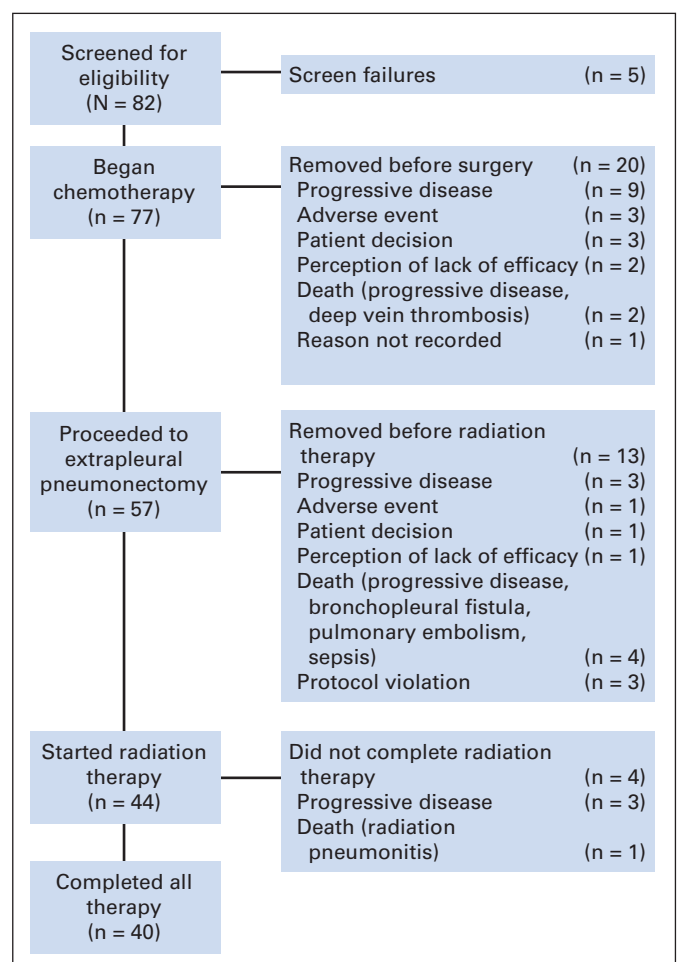 Screened for
eligibility
(N = 82)
Screen failures (n = 5)
Began
chemotherapy
(n = 77)
Removed before surgery (n = 20)
Progressive disease (n = 9)
Adverse event (n = 3)
Patient decision (n = 3)
Perception of lack of efficacy (n = 2)
Death (progressive disease,
deep vein thrombosis) (n = 2)
Reason not recorded (n = 1)
Proceeded to
extrapleural
pneumonectomy
(n = 57)
Removed before radiation
therapy (n = 13)
Progressive disease (n = 3)
Adverse event (n = 1)
Patient decision (n = 1)
Perception of lack of efficacy (n = 1)
Death (progressive disease,
bronchopleural fistula,
pulmonary embolism,
sepsis) (n = 4)
Protocol violation (n = 3)
Started radiation
therapy
(n = 44)
Did not complete radiation
therapy (n = 4)
Progressive disease (n = 3)
Death (radiation
pneumonitis) (n = 1)
Completed all
therapy
(n = 40)